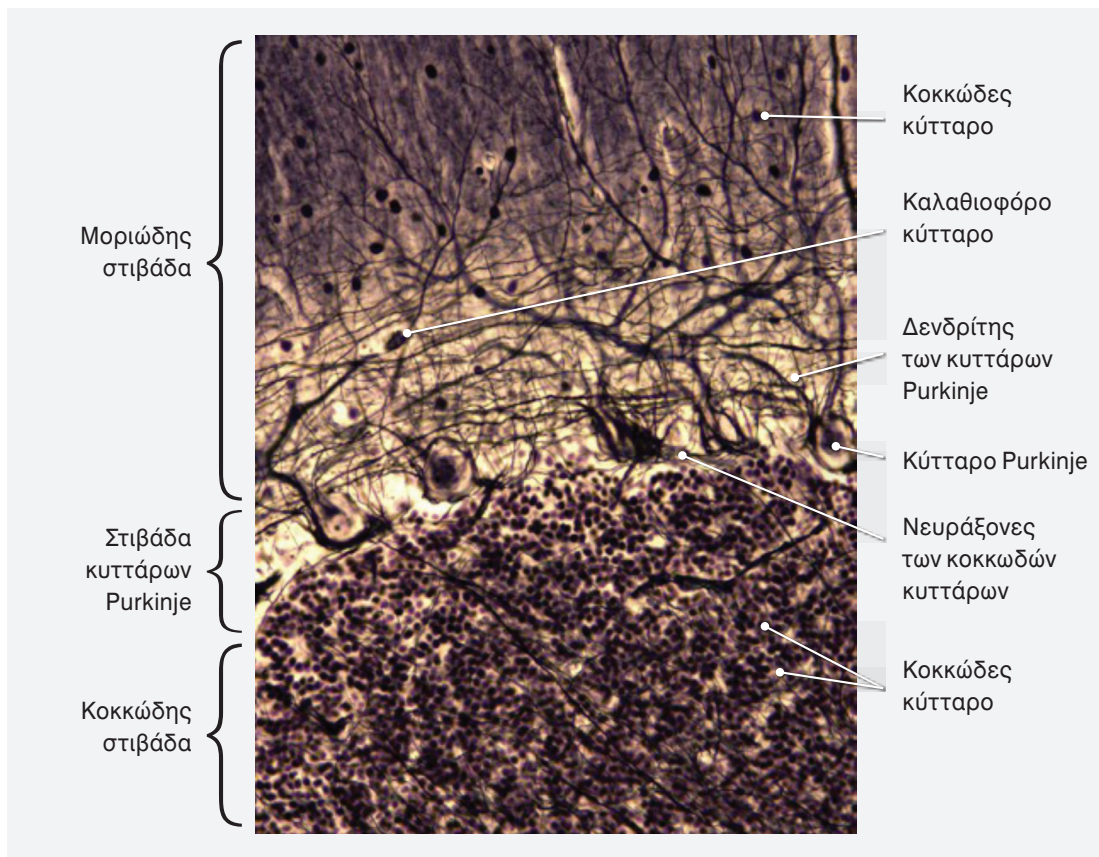 Μοριώδης
στιβάδα
Στιβάδα
κυττάρων
Purkinje
Κοκκώδης
στιβάδα
Κοκκώδες
κύτταρο
Καλαθιοφόρο
κύτταρο
Δενδρίτης
των κυττάρων
Purkinje
Κύτταρο Purkinje
Νευράξονες
των κοκκωδών
κυττάρων
Κοκκώδες
κύτταρο